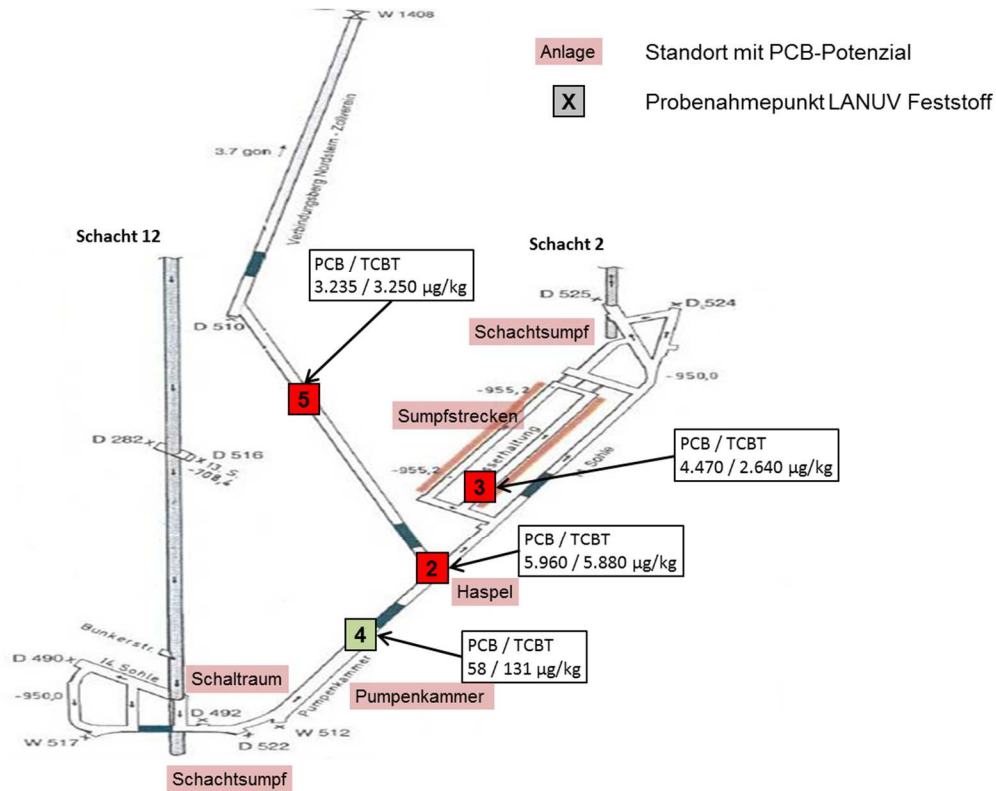 W 1408
Anlage Standort mit PCB-Potenzial
X Probenahmepunkt LANUV Feststoff
3.7 gon
Verbindungsberg Nordstern - Zollverein
Schacht 12
Schacht 2
PCB / TCBT
3.235 / 3.250 µg/kg
D 525
D 524
D 510
Schachtsumpf
-950,0
-955,2
5
Sumpfstrecken
D 282
D 516
13. S.
-708,4
-955,2
sserhaltung
Sohle
3
PCB / TCBT
4.470 / 2.640 µg/kg
PCB / TCBT
5.960 / 5.880 µg/kg
2
Haspel
4
PCB / TCBT
58 / 131 µg/kg
Bunkerstr.
D 490
14. Sohle
Schaltraum
-950,0
Pumpenkammer
Pumpenkammer
D 492
W 512
W 517
D 522
Schachtsumpf